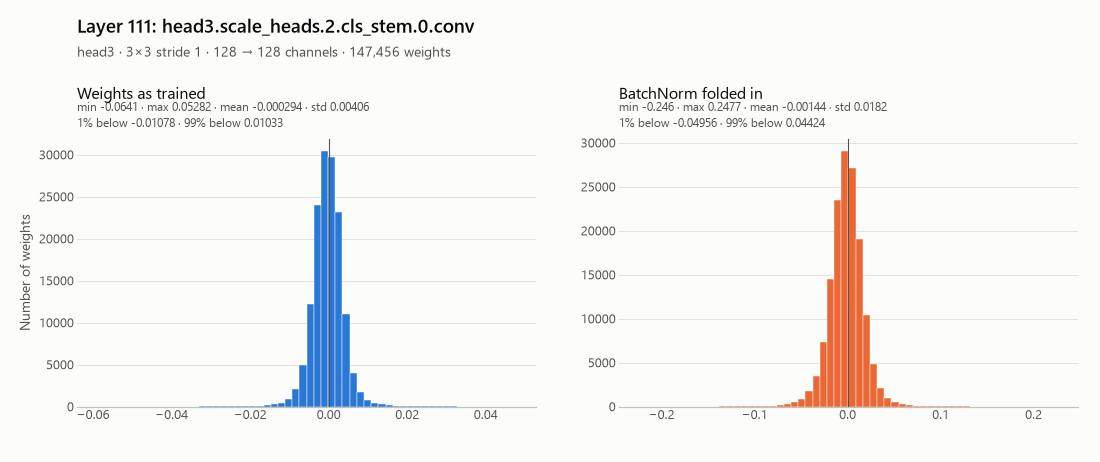 Layer 111: head3.scale_heads.2.cls_stem.0.conv
head3 · 3×3 stride 1 · 128 → 128 channels · 147,456 weights
Weights as trained
min -0.0641 · max 0.05282 · mean -0.000294 · std 0.00406
1% below -0.01078 · 99% below 0.01033
Number of weights
30000
25000
20000
15000
10000
5000
0
−0.06 −0.04 −0.02 0.00 0.02 0.04
BatchNorm folded in
min -0.246 · max 0.2477 · mean -0.00144 · std 0.0182
1% below -0.04956 · 99% below 0.04424
30000
25000
20000
15000
10000
5000
0
−0.2 −0.1 0.0 0.1 0.2